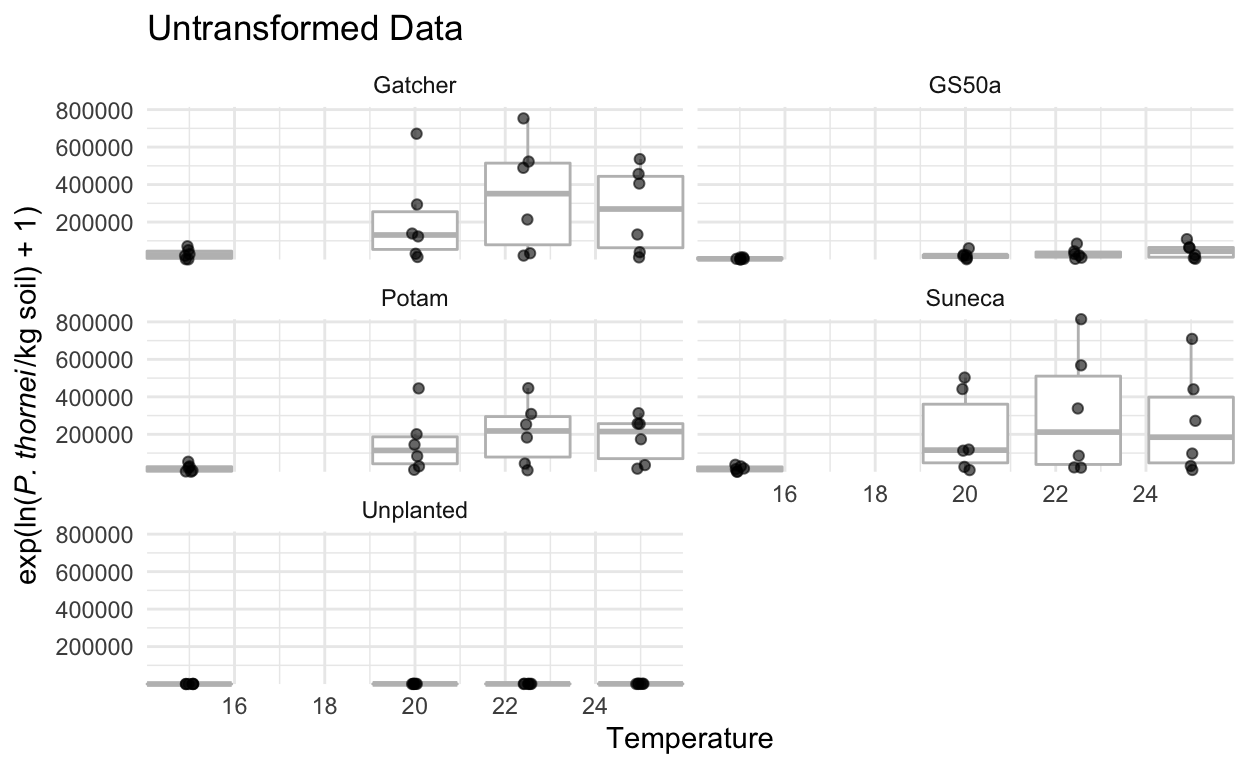 Untransformed Data
Gatcher
GS50a
800000
600000
400000
200000
Potam
Suneca
800000
600000
400000
200000
16 18 20 22 24
Unplanted
800000
600000
400000
200000
16 18 20 22 24
Temperature
exp(ln(P. thornei/kg soil) + 1)